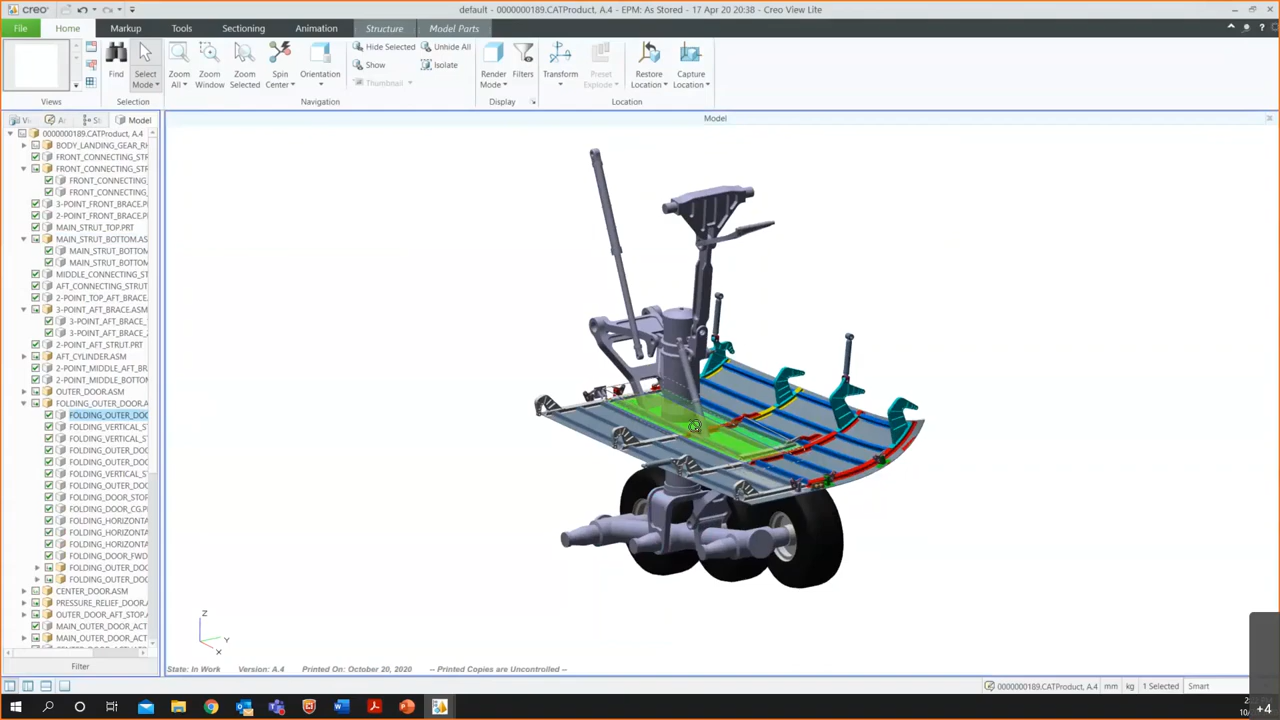 creo
default - 0000000189.CATProduct, A.4 - EPM: As Stored - 17 Apr 20 20:38 - Creo View Lite
File Home Markup Tools Sectioning Animation Structure Model Parts
Find
Select Mode
Zoom All
Zoom Window
Zoom Selected
Spin Center
Orientation
Hide Selected
Unhide All
Show
Isolate
Thumbnail
Render Mode
Filters
Transform
Preset Explode
Restore Location
Capture Location
Views Selection Navigation Display Location
Model
Model
0000000189.CATProduct, A.4
BODY_LANDING_GEAR_RH
FRONT_CONNECTING_STR
FRONT_CONNECTING_STR
FRONT_CONNECTING_
FRONT_CONNECTING_
3-POINT_FRONT_BRACE.P
2-POINT_FRONT_BRACE.P
MAIN_STRUT_TOP.PRT
MAIN_STRUT_BOTTOM.AS
MAIN_STRUT_BOTTOM
MAIN_STRUT_BOTTOM
MIDDLE_CONNECTING_ST
AFT_CONNECTING_STRUT
2-POINT_TOP_AFT_BRACE.
3-POINT_AFT_BRACE.ASM
3-POINT_AFT_BRACE_
3-POINT_AFT_BRACE_
2-POINT_AFT_STRUT.PRT
AFT_CYLINDER.ASM
2-POINT_MIDDLE_AFT_BR
2-POINT_MIDDLE_BOTTOM
OUTER_DOOR.ASM
FOLDING_OUTER_DOOR.A
FOLDING_OUTER_DOO
FOLDING_VERTICAL_S
FOLDING_VERTICAL_S
FOLDING_OUTER_DOO
FOLDING_OUTER_DOO
FOLDING_VERTICAL_S
FOLDING_OUTER_DOO
FOLDING_DOOR_STOP
FOLDING_DOOR_CG.P
FOLDING_HORIZONTA
FOLDING_HORIZONTA
FOLDING_HORIZONTA
FOLDING_DOOR_FWD
FOLDING_OUTER_DOO
FOLDING_OUTER_DOO
CENTER_DOOR.ASM
PRESSURE_RELIEF_DOOR.
OUTER_DOOR_AFT_STOP.
MAIN_OUTER_DOOR_ACT
MAIN_OUTER_DOOR_ACT
Filter
Z
Y
X
State: In Work Version: A.4 Printed On: October 20, 2020 -- Printed Copies are Uncontrolled --
0000000189.CATProduct, A.4 mm kg 1 Selected Smart
+4